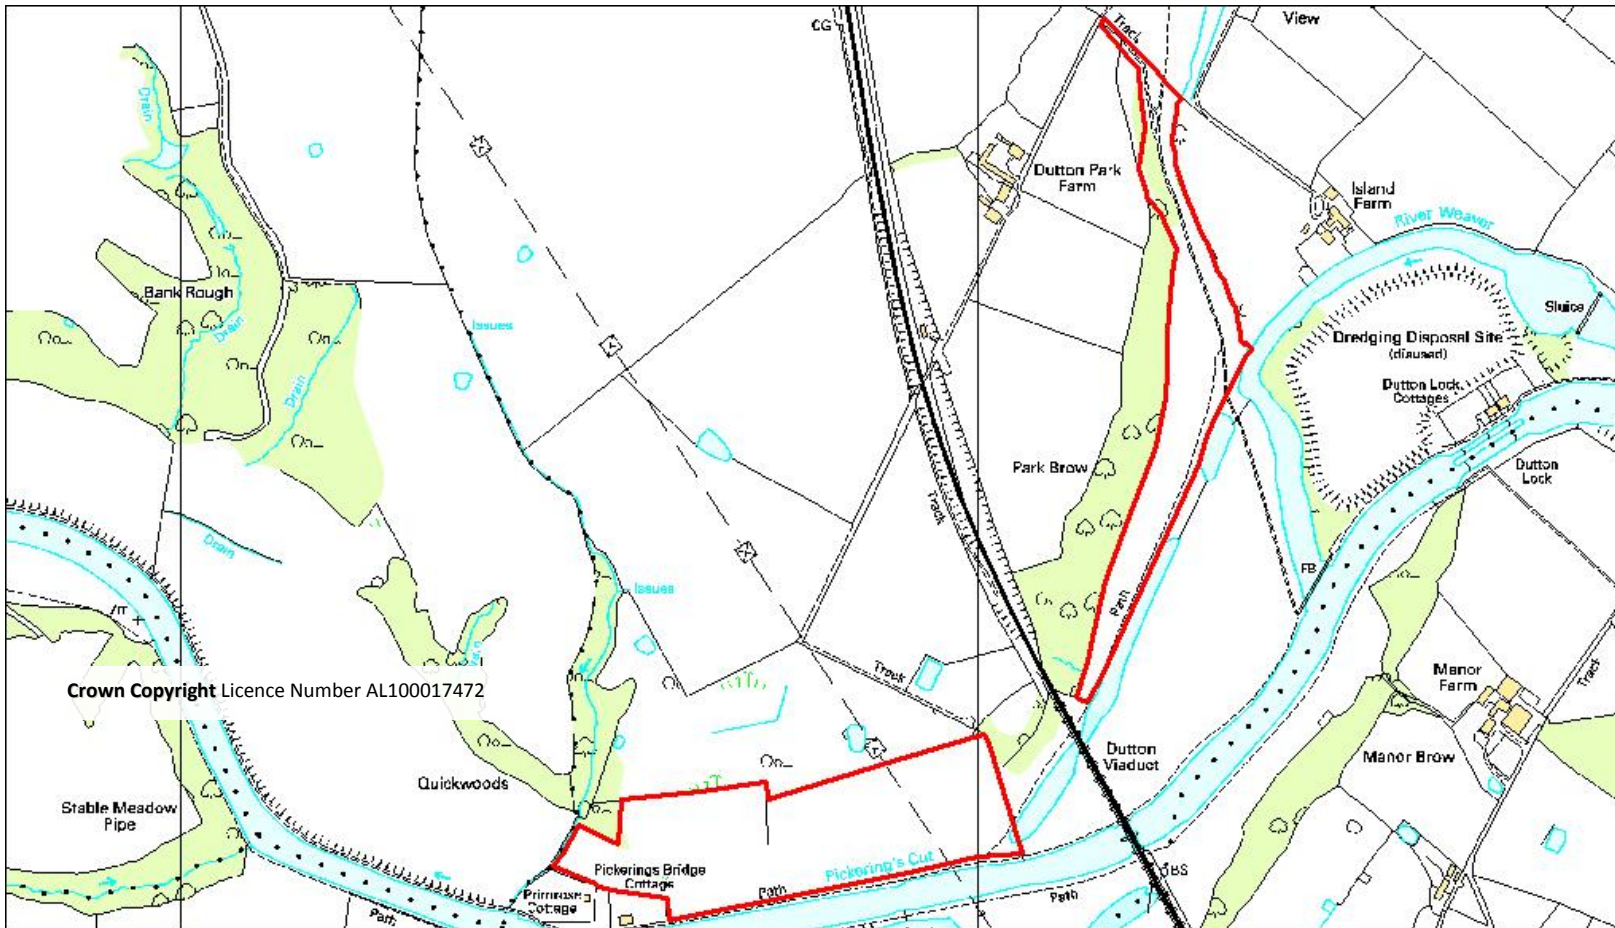 View
CG
Track
Drain
Dutton Park
Farm
Island
Farm
River Weaver
Bank Rough
Drain
Issues
Sluice
Dredging Disposal Site
(disused)
Drain
Dutton Lock
Cottages
Park Brow
Dutton
Lock
Track
Drain
FB
Issues
Path
Crown Copyright Licence Number AL100017472
Track
Manor
Farm
Track
Dutton
Viaduct
Manor Brow
Quickwoods
Stable Meadow
Pipe
Pickerings Bridge
Cottage
Pickering's Cut
Primrose
Cottage
Path
Path
Path